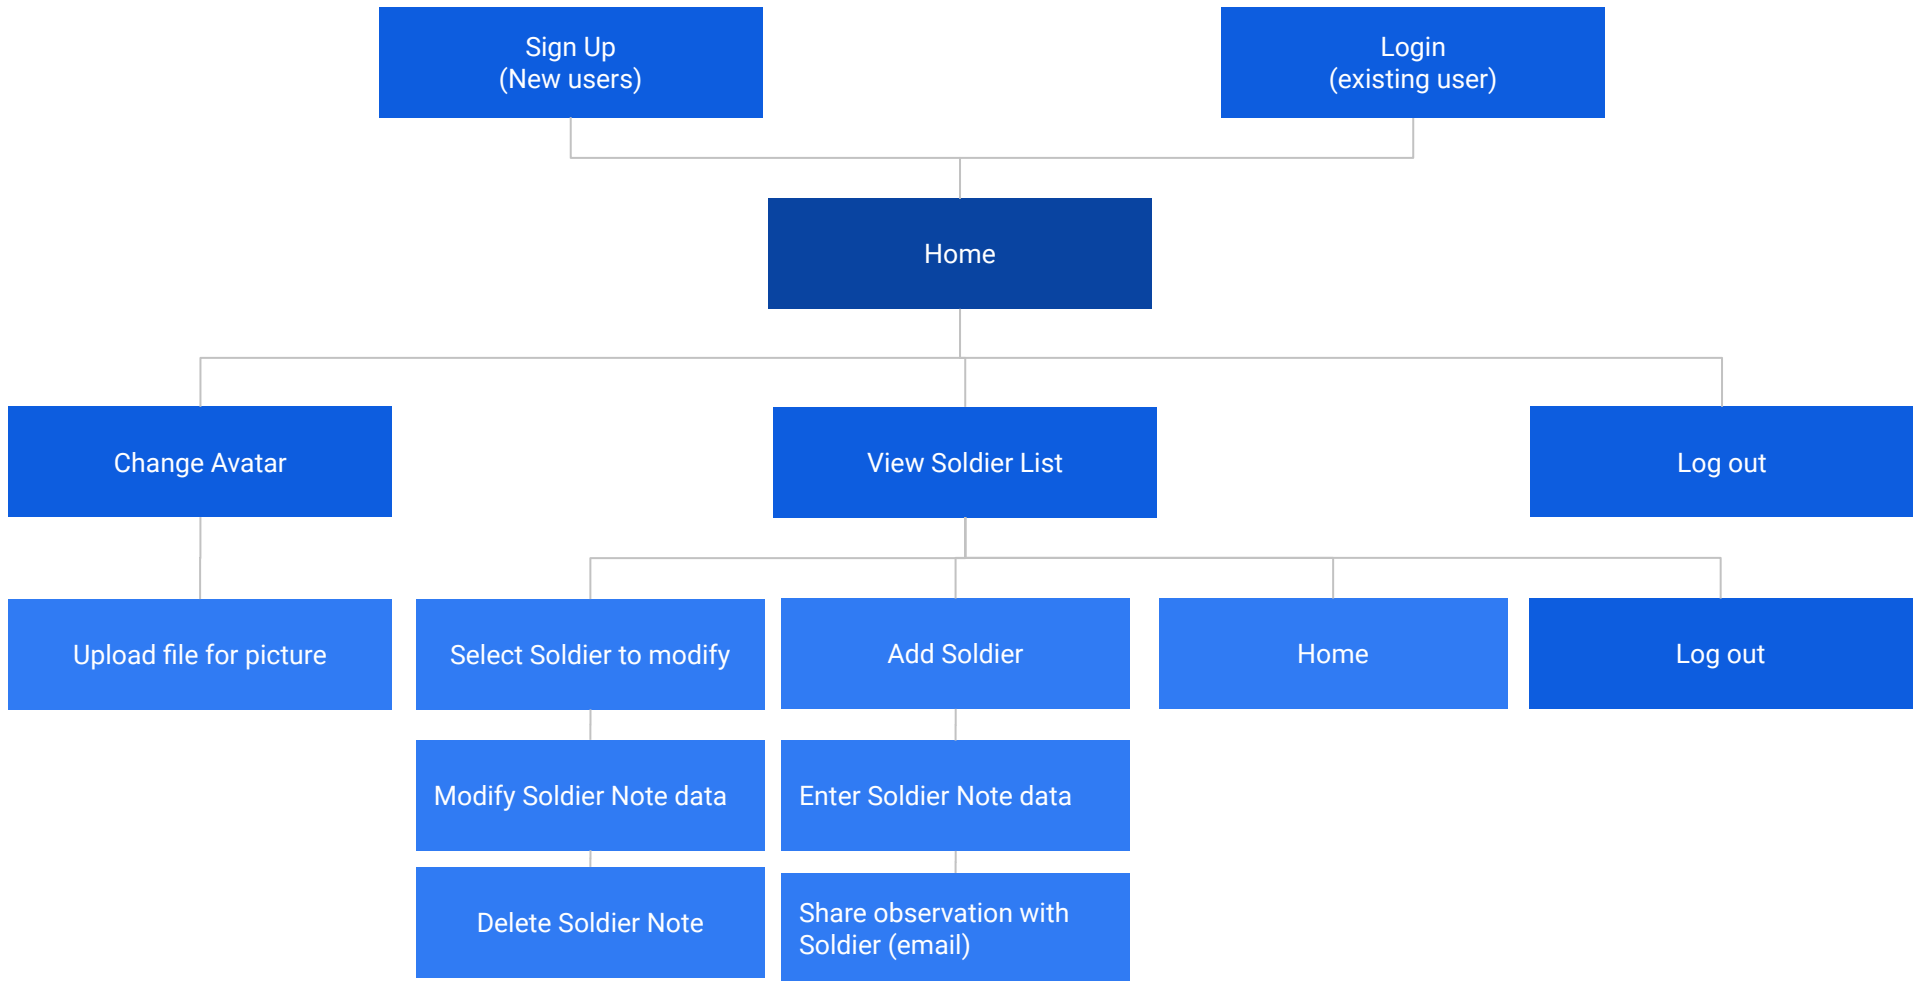 Sign Up
(New users)
Login
(existing user)
Home
Change Avatar
View Soldier List
Log out
Upload file for picture
Select Soldier to modify
Add Soldier
Home
Log out
Modify Soldier Note data
Enter Soldier Note data
Delete Soldier Note
Share observation with
Soldier (email)